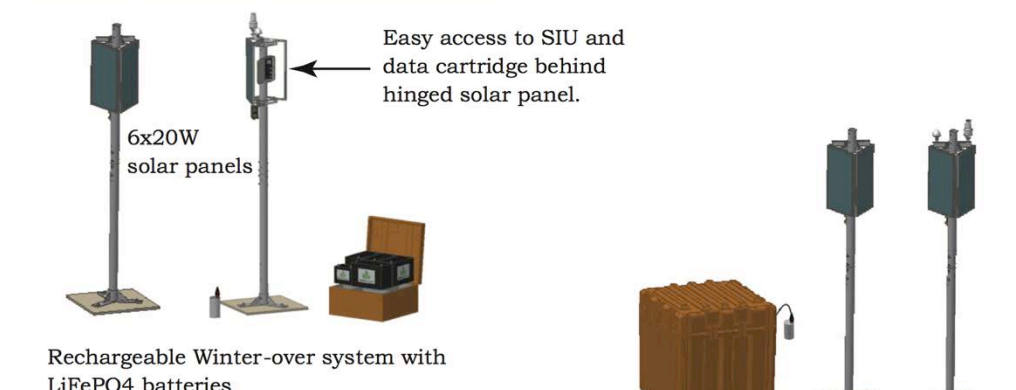 Easy access to SIU and
data cartridge behind
hinged solar panel.
6x20W
solar panels
Rechargeable Winter-over system with
LiFePO4 batteries